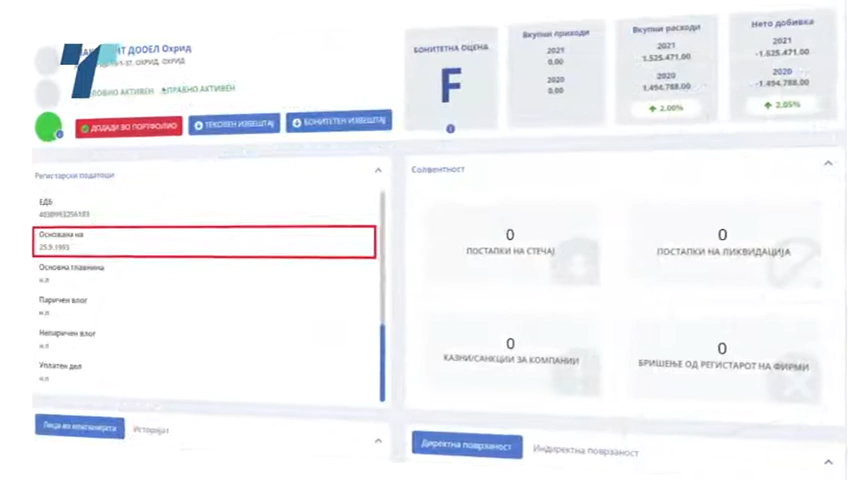 НТ ДООЕЛ Охрид
ОХРИД, ОХРИД
АКТИВЕН ПРАВНО АКТИВЕН
ДОДАДИ ВО ПОРТФОЛИО
ТЕКОВЕН ИЗВЕШТАЈ
БОНИТЕТЕН ИЗВЕШТАЈ
БОНИТЕТНА ОЦЕНА
F
Вкупни приходи
2021
0.00
2020
0.00
Вкупни расходи
2021
1.525.471.00
2020
1.494.788.00
2.00%
Нето добивка
2021
-1.525.471.00
2020
-1.494.788.00
2.05%
Регистарски податоци
ЕДБ
Основана на
25.9.1995
Основна главнина
н.п
Паричен влог
н.п
Непаричен влог
н.п
Уплатен дел
н.п
Лица во компанијата
Историјат
Солвентност
0
ПОСТАПКИ НА СТЕЧАЈ
0
ПОСТАПКИ НА ЛИКВИДАЦИЈА
0
КАЗНИ/САНКЦИИ ЗА КОМПАНИИ
0
БРИШЕЊЕ ОД РЕГИСТАРОТ НА ФИРМИ
Директна поврзаност
Индиректна поврзаност